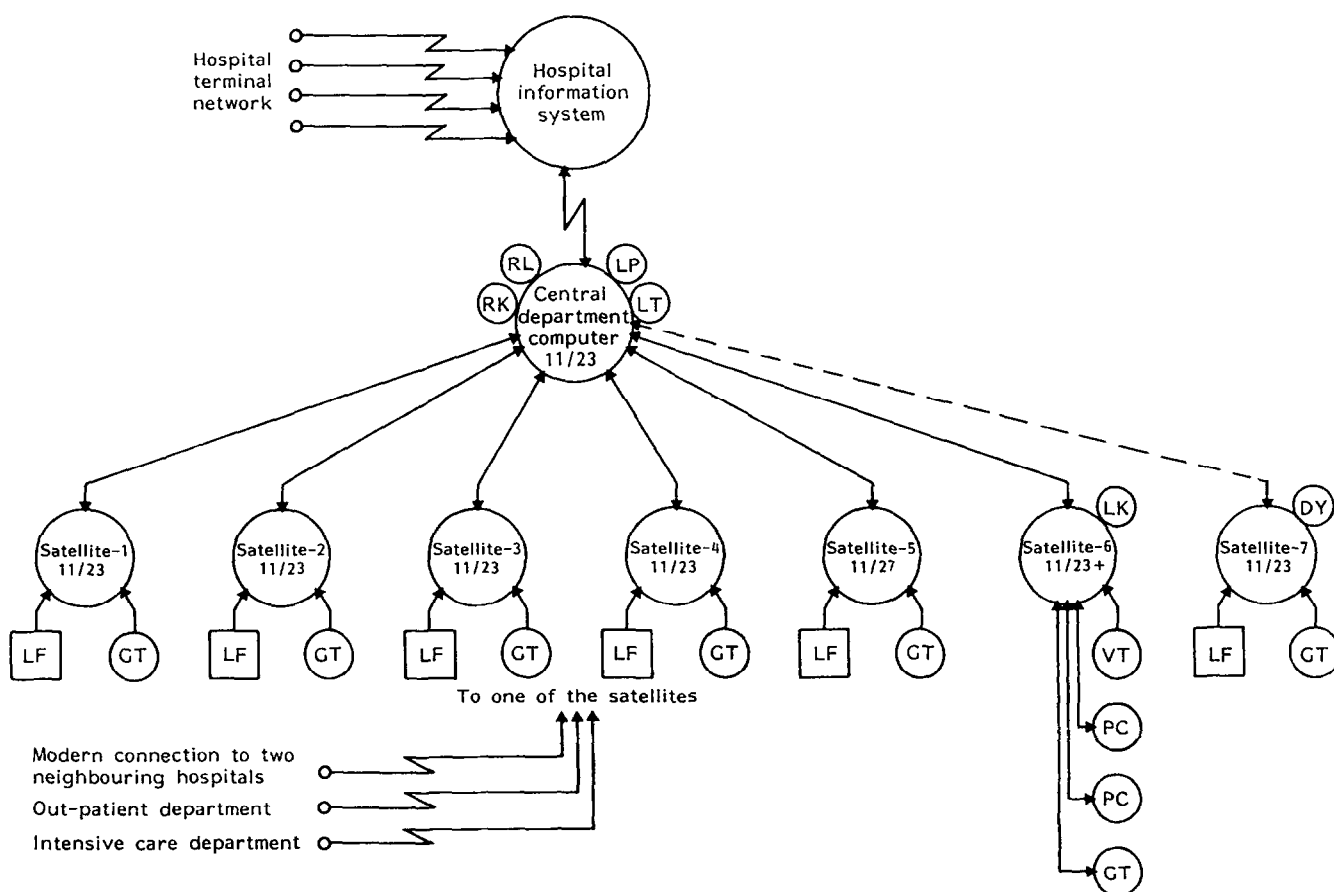 Hospital
terminal
network
Hospital
information
system
RL
LP
RK
LT
Central
department
computer
11/23
LK
DY
Satellite-1
11/23
Satellite-2
11/23
Satellite-3
11/23
Satellite-4
11/23
Satellite-5
11/27
Satellite-6
11/23+
Satellite-7
11/23
LF
GT
LF
GT
LF
GT
LF
GT
LF
GT
VT
LF
GT
To one of the satellites
PC
PC
GT
Modern connection to two
neighbouring hospitals
Out-patient department
Intensive care department